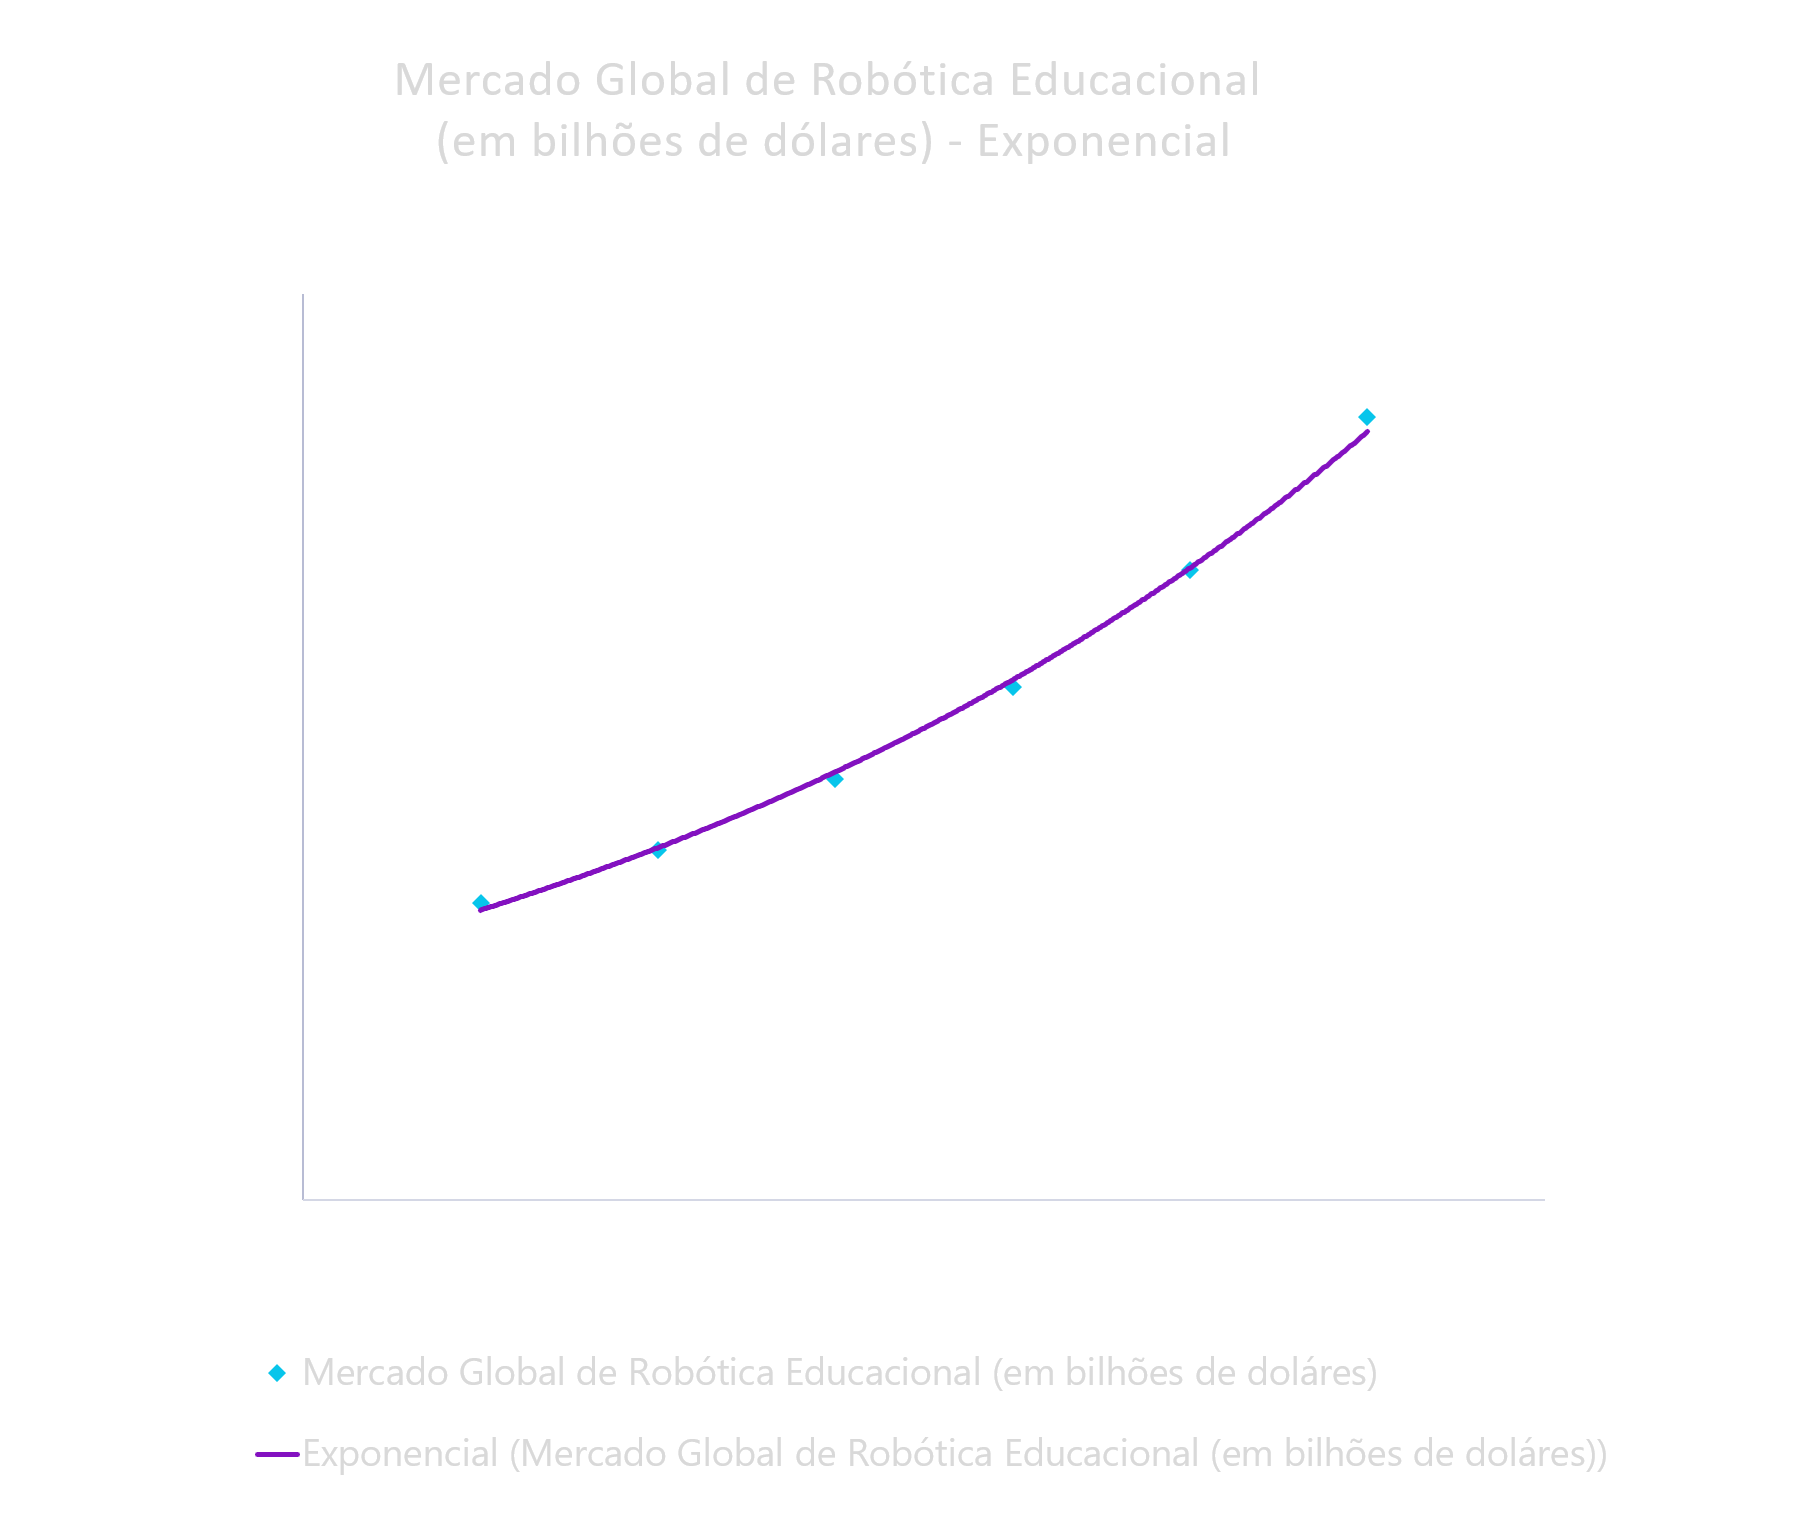 Mercado Global de Robótica Educacional
(em bilhões de dólares) - Exponencial
Mercado Global de Robótica Educacional (em bilhões de doláres)
Exponencial (Mercado Global de Robótica Educacional (em bilhões de doláres))